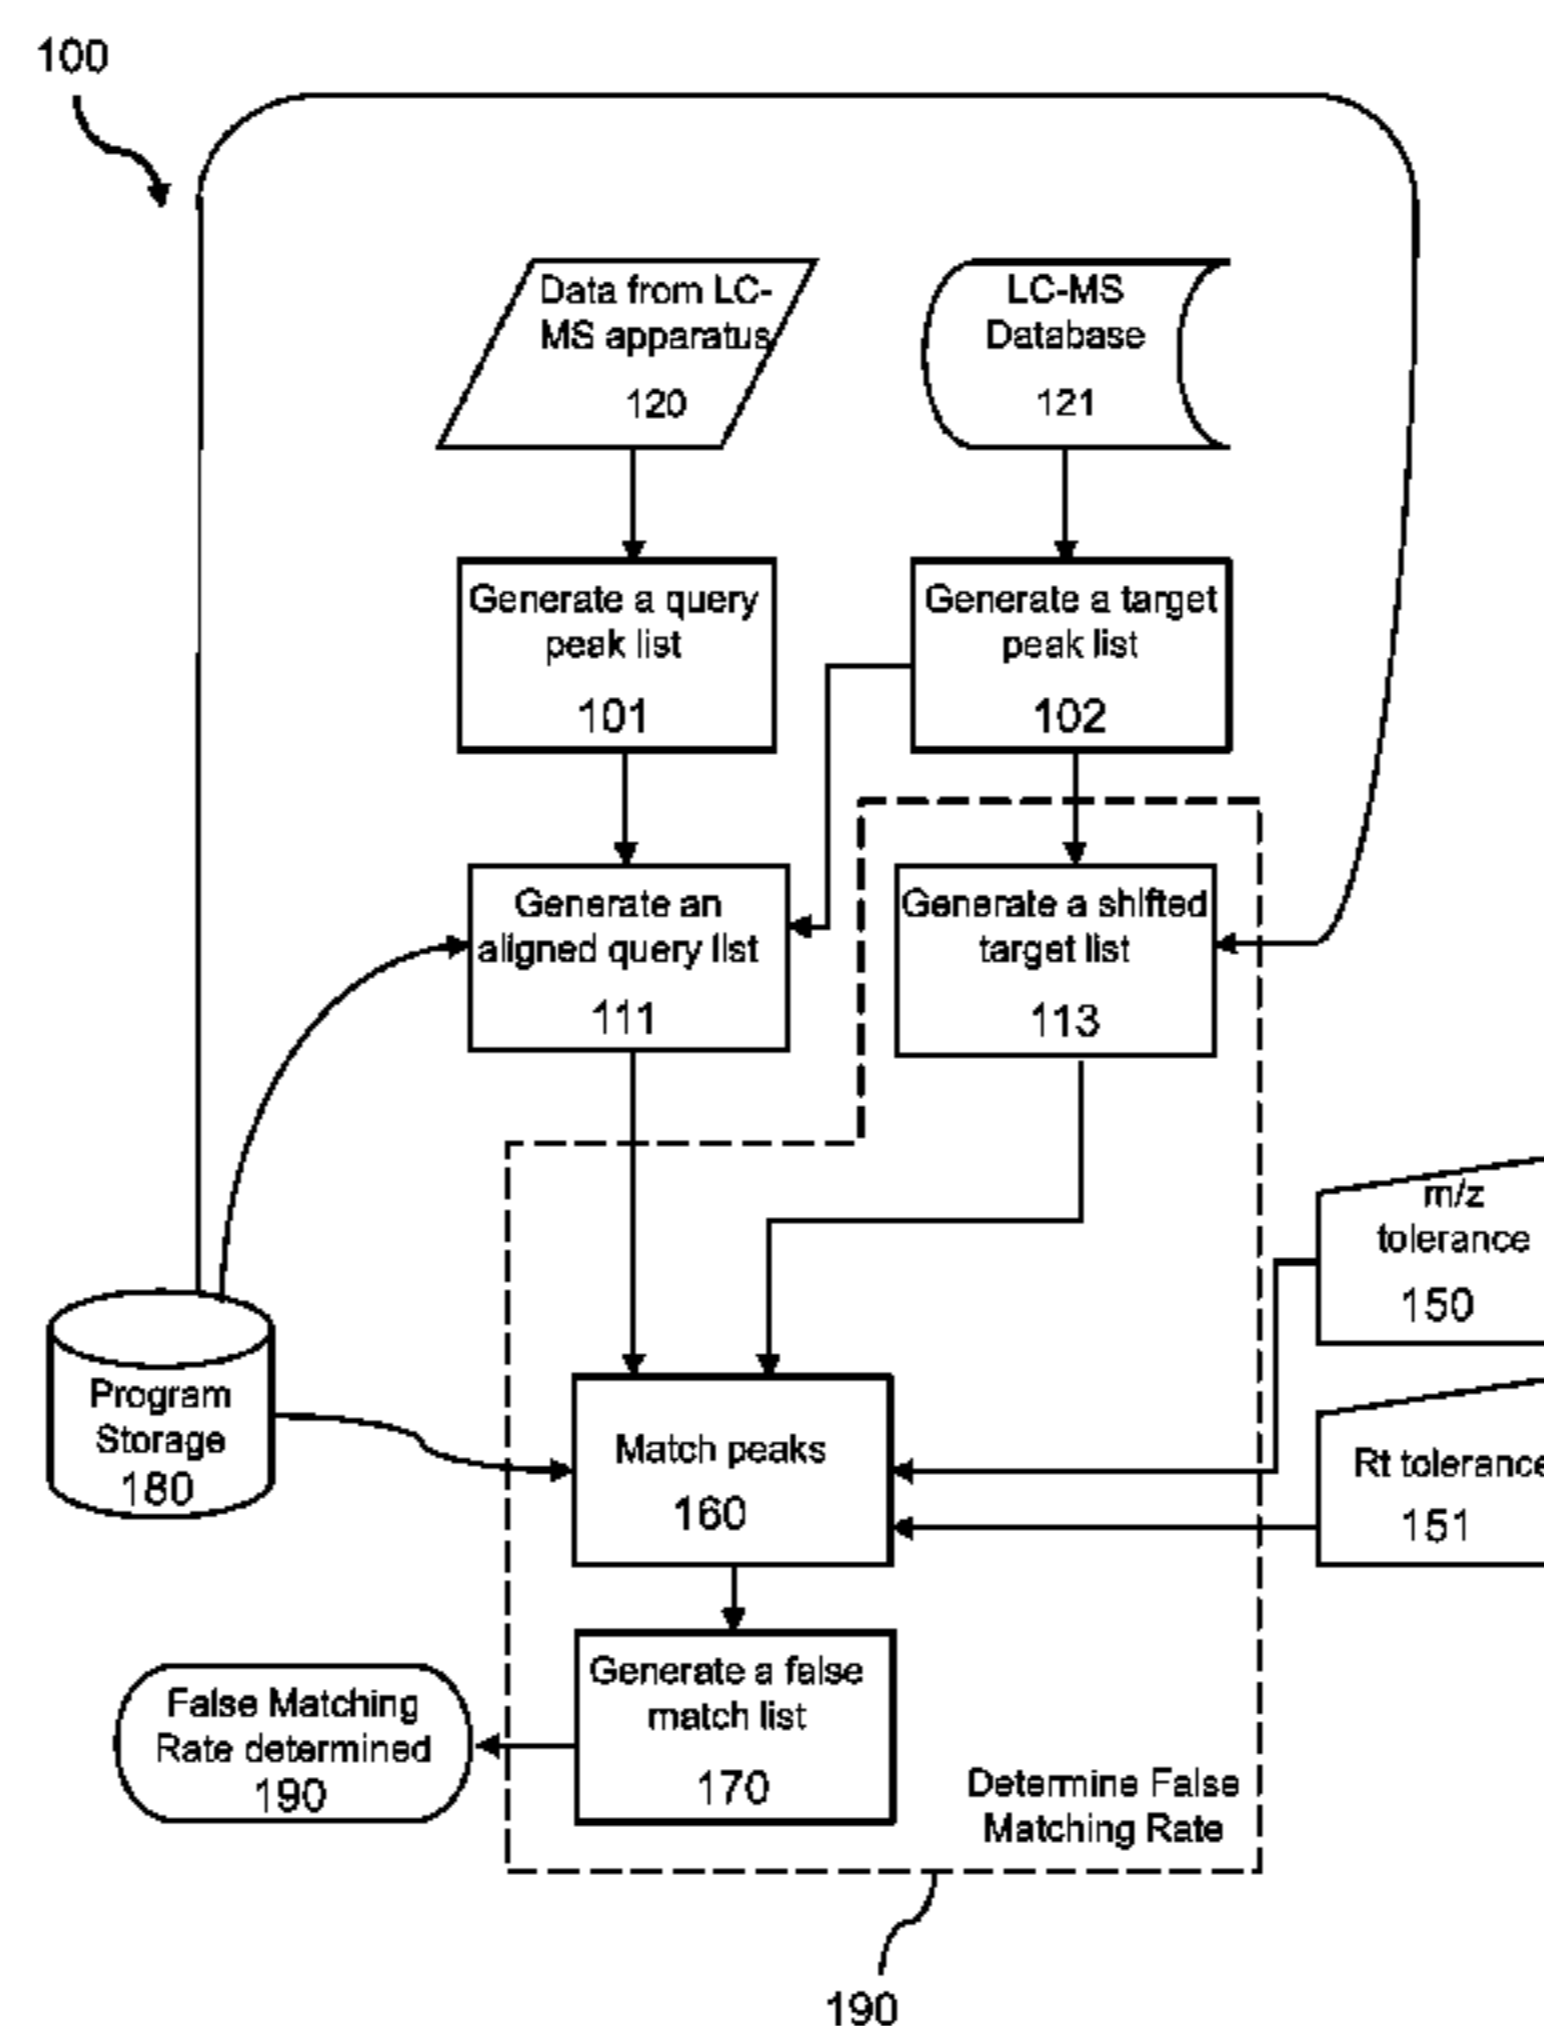 100
Data from LC-
MS apparatus
120
LC-MS
Database
121
Generate a query
peak list
101
Generate a target
peak list
102
Generate an
aligned query list
111
Generate a shifted
target list
113
m/z
tolerance
150
Program
Storage
180
Match peaks
160
Rt tolerance
151
Generate a false
match list
170
False Matching
Rate determined
190
Determine False
Matching Rate
190